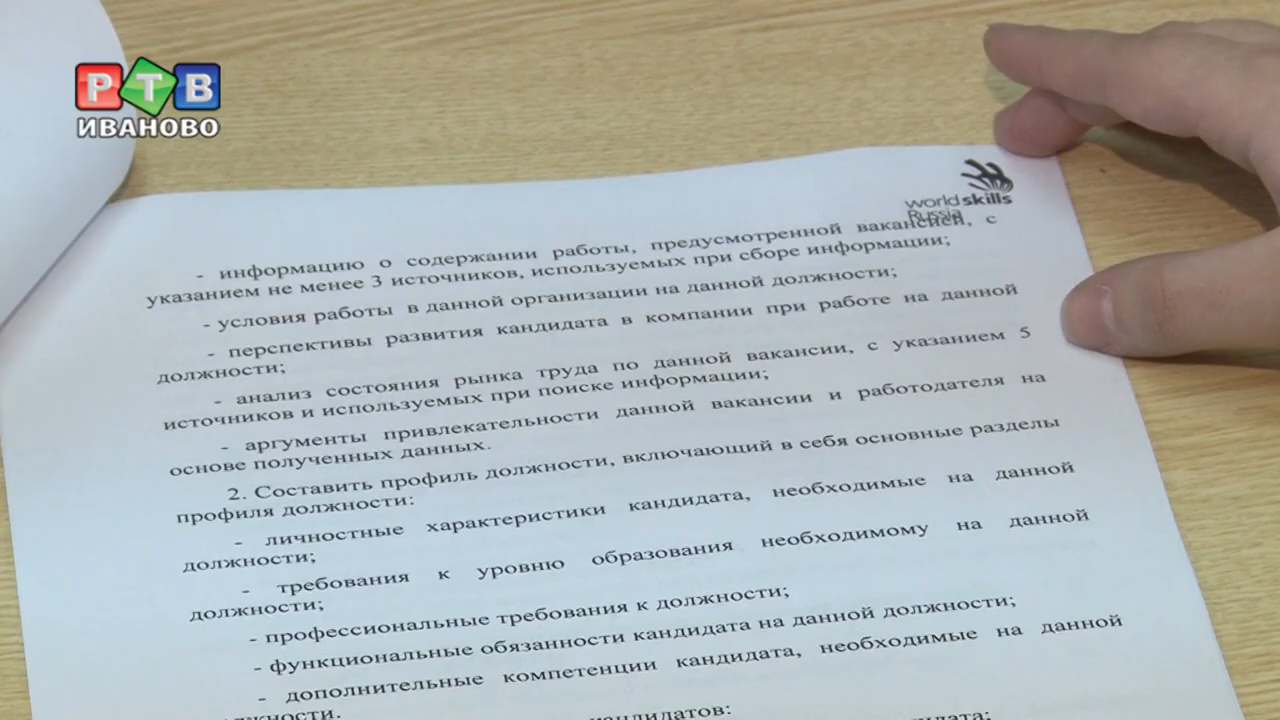 РТВ
ИВАНОВО
worldskills
Russia
- информацию о содержании работы, предусмотренной вакансией, с
указанием не менее 3 источников, используемых при сборе информации;
- условия работы в данной организации на данной должности;
- перспективы развития кандидата в компании при работе на данной
должности;
- анализ состояния рынка труда по данной вакансии, с указанием 5
источников и используемых при поиске информации;
- аргументы привлекательности данной вакансии и работодателя на
основе полученных данных.
2. Составить профиль должности, включающий в себя основные разделы
профиля должности:
- личностные характеристики кандидата, необходимые на данной
должности;
- требования к уровню образования необходимому на данной
должности;
- профессиональные требования к должности;
- функциональные обязанности кандидата на данной должности;
- дополнительные компетенции кандидата, необходимые на данной